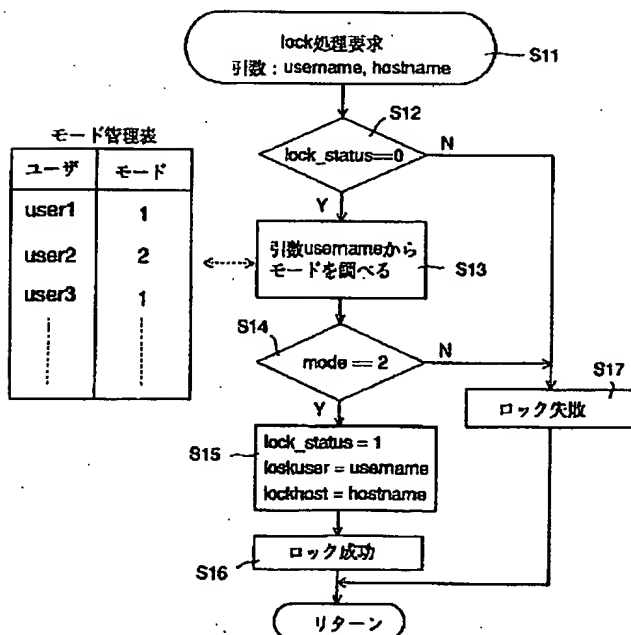 lock処理要求
引数：username, hostname
S11
S12
lock_status==0
N
Y
モード管理表
ユーザ モード
user1 1
user2 2
user3 1
引数usernameから
モードを調べる
S13
S14
mode == 2
N
Y
S17
ロック失敗
S15
lock_status = 1
loskuser = username
lockhost = hostname
ロック成功
S16
リターン